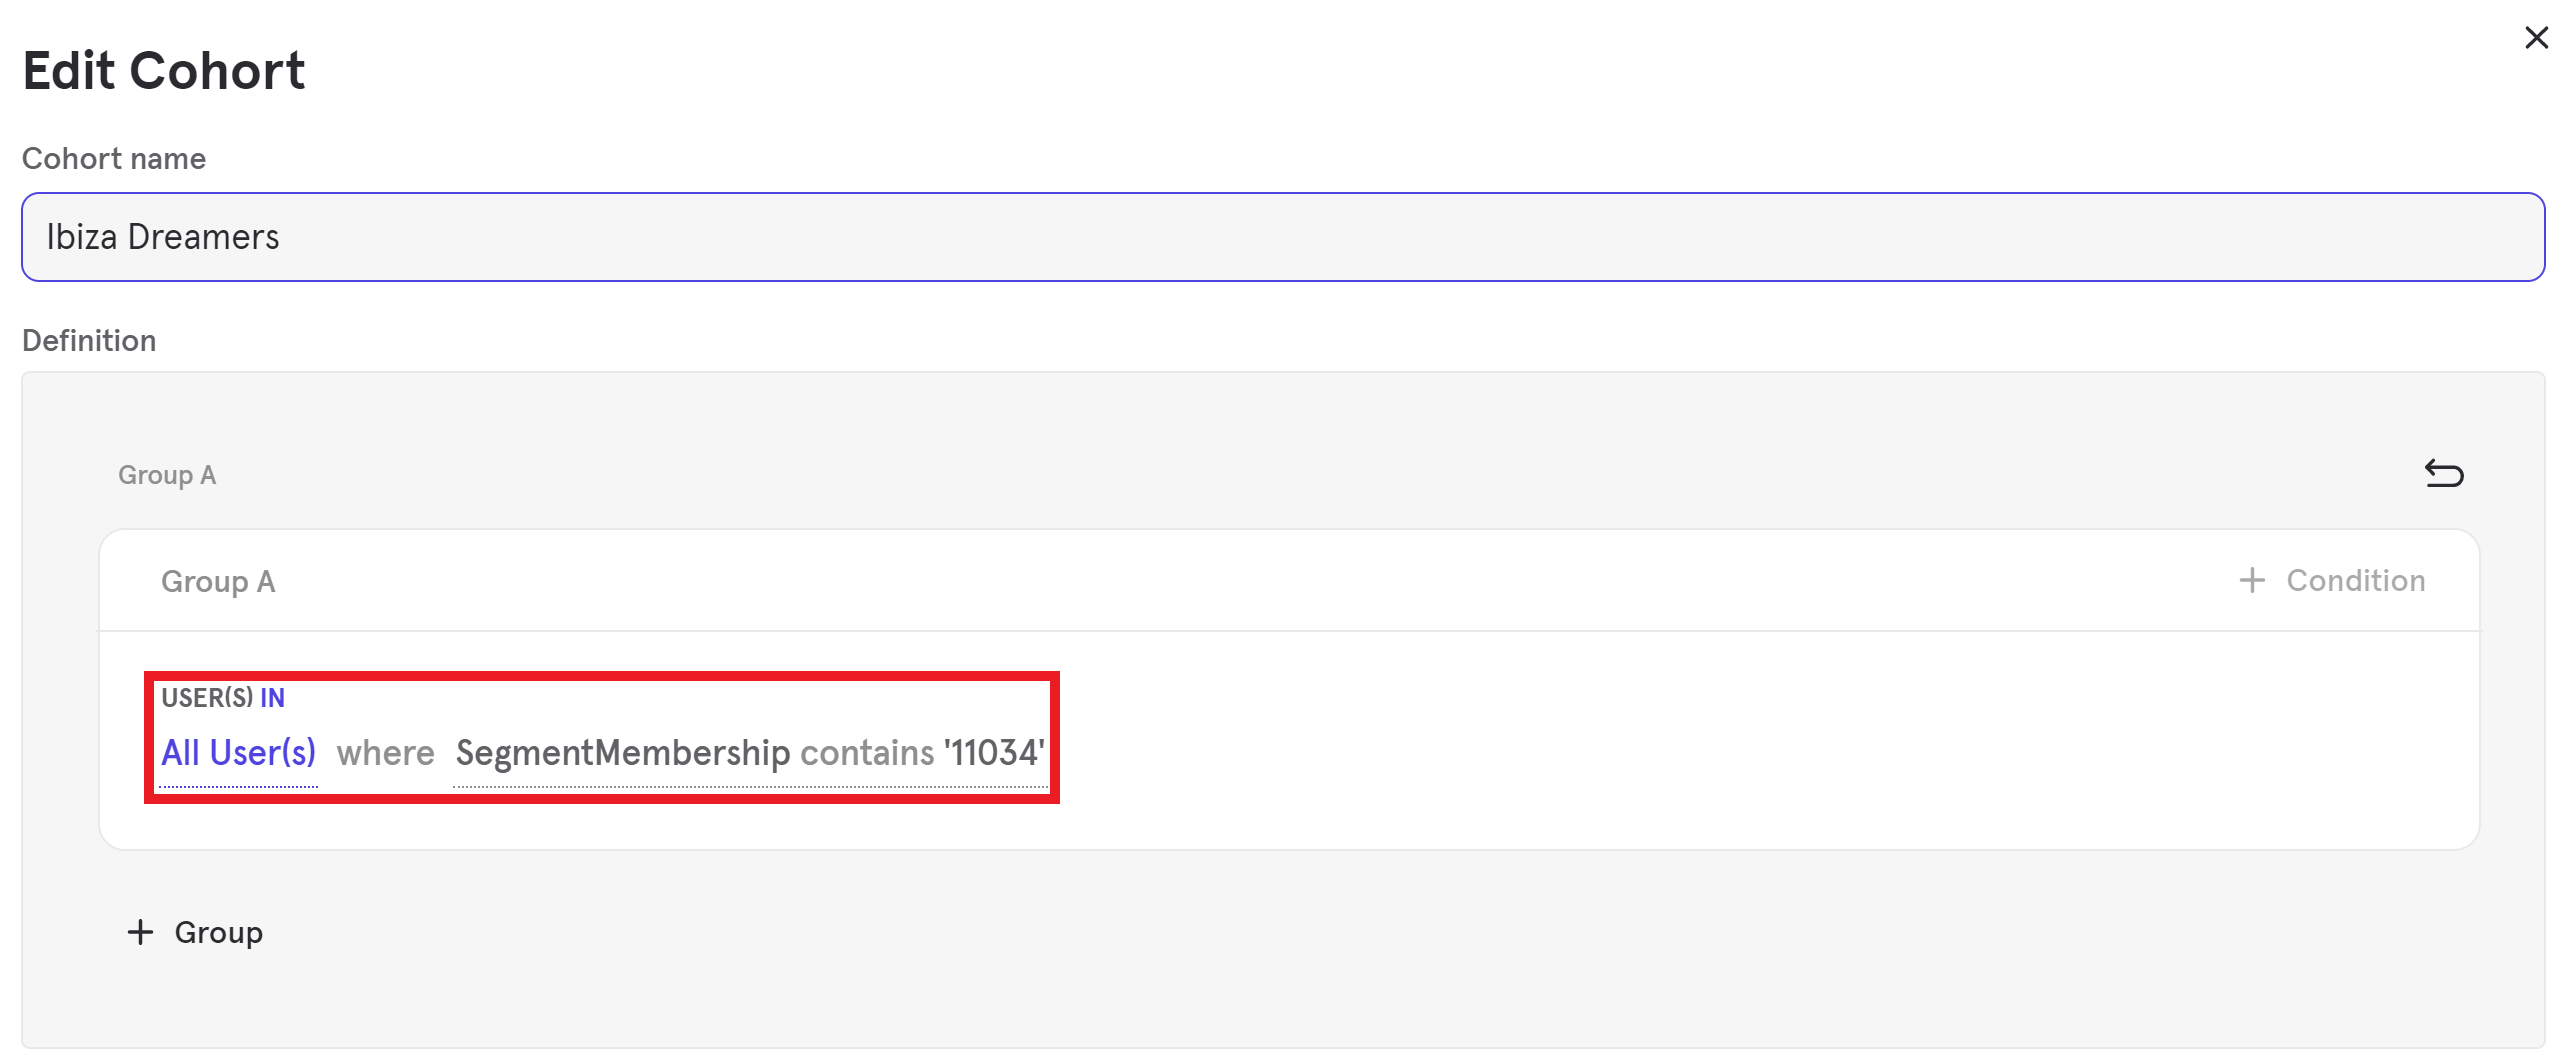 Edit Cohort
Cohort name
Ibiza Dreamers
Definition
Group A
Group A
Condition
USER(S) IN
All User(s) where SegmentMembership contains '11034'
Group